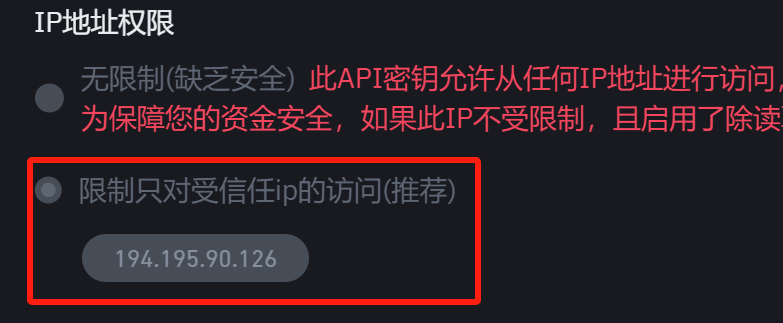 IP地址权限
无限制(缺乏安全) 此API密钥允许从任何IP地址进行访问,
为保障您的资金安全，如果此IP不受限制，且启用了除读
限制只对受信任ip的访问(推荐)
194.195.90.126